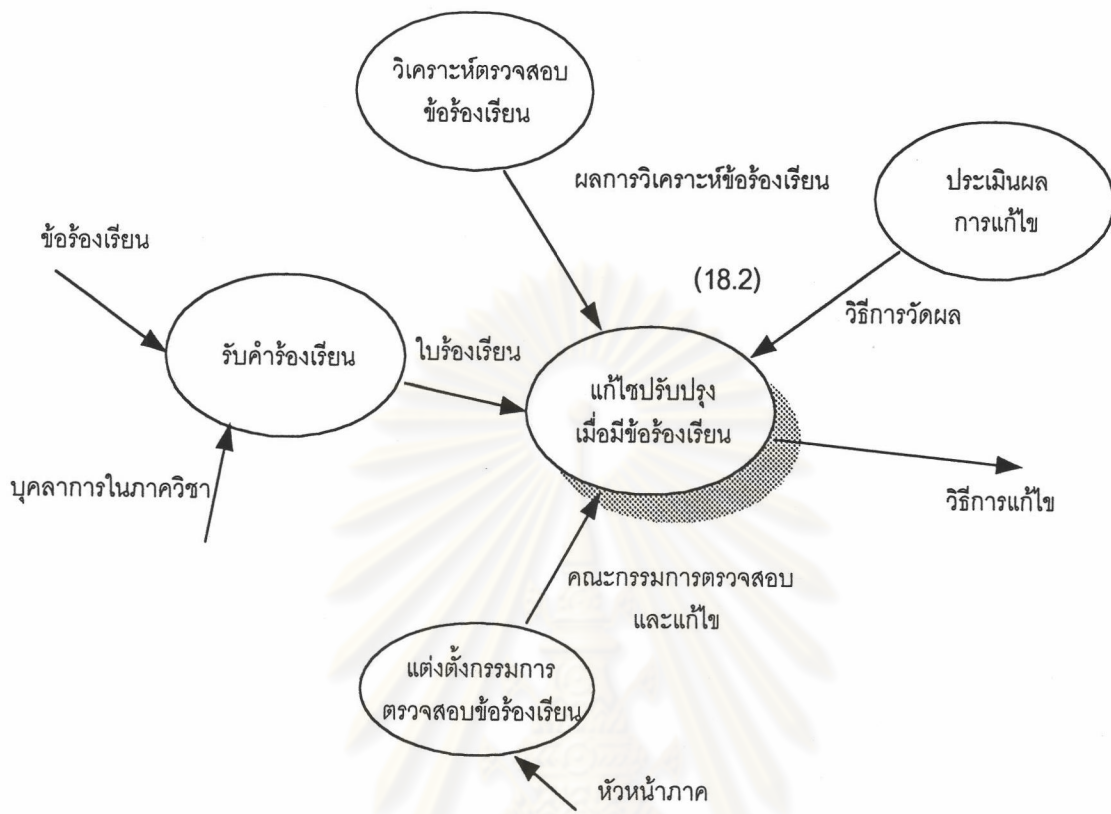 วิเคราะห์ตรวจสอบ
ข้อร้องเรียน
ผลการวิเคราะห์ข้อร้องเรียน
ประเมินผล
การแก้ไข
ข้อร้องเรียน
(18.2)
วิธีการวัดผล
รับคำร้องเรียน
ใบร้องเรียน
แก้ไชปรับปรุง
เมื่อมีข้อร้องเรียน
บุคลาการในภาควิชา
วิธีการแก้ไข
คณะกรรมการตรวจสอบ
และแก้ไข
แต่งตั้งกรรมการ
ตรวจสอบข้อร้องเรียน
หัวหน้าภาค